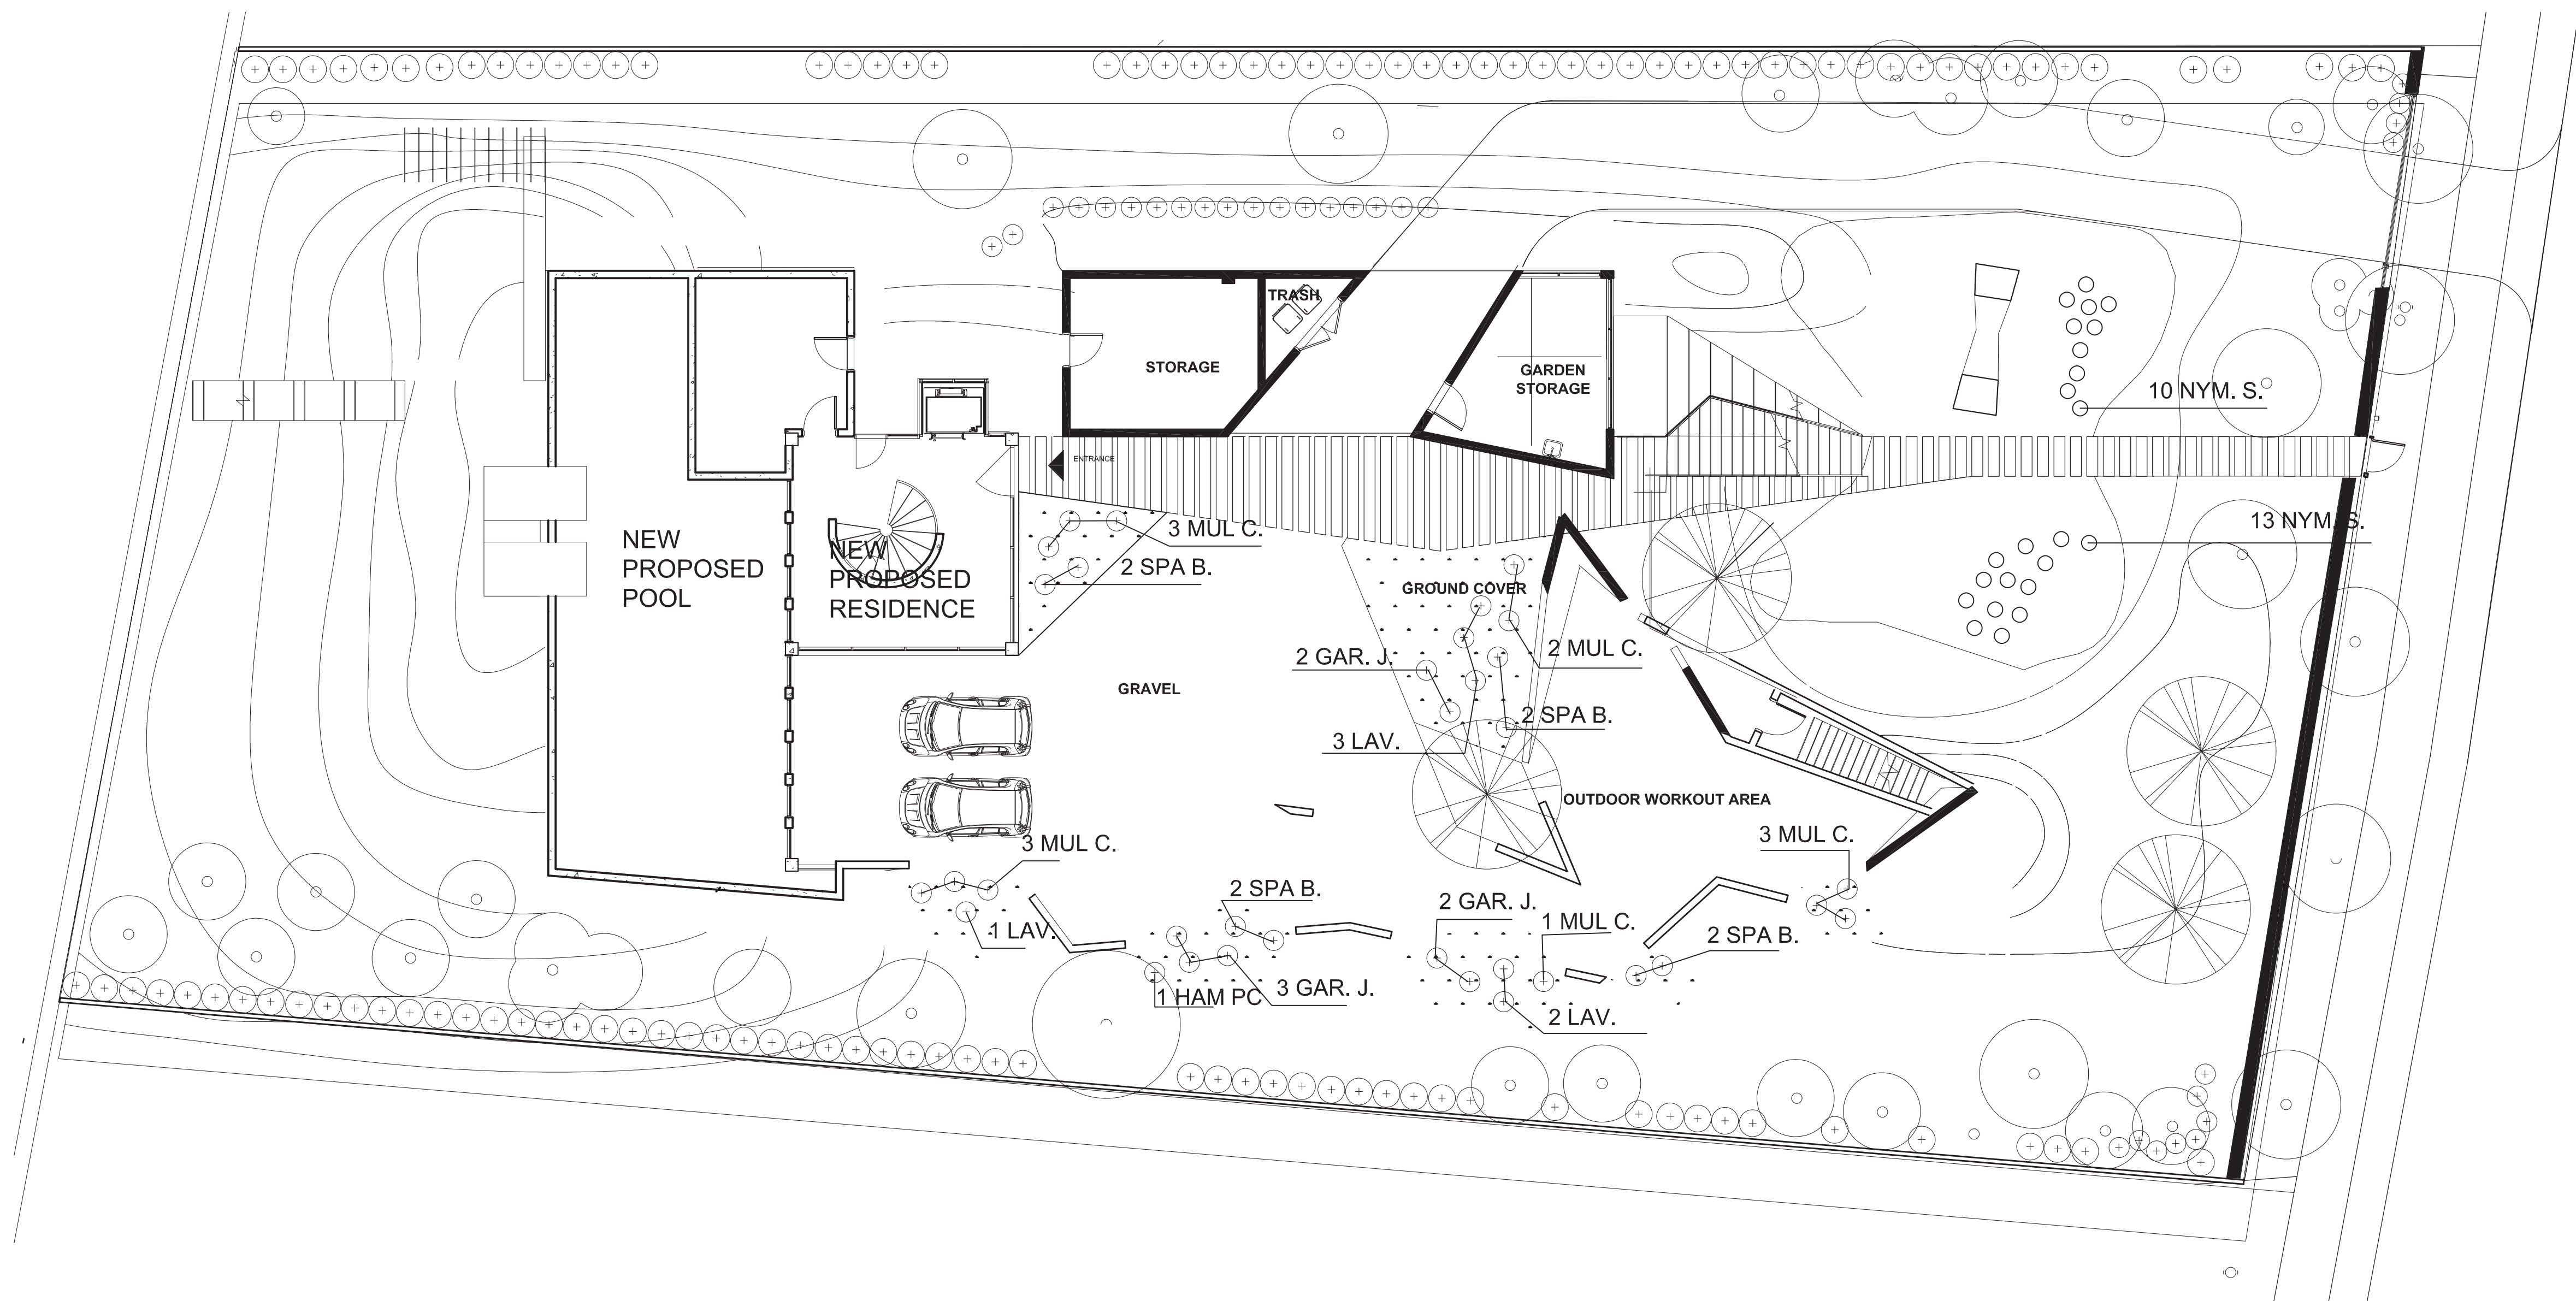 TRASH
STORAGE
GARDEN
STORAGE
10 NYM. S.
ENTRANCE
13 NYM. S.
3 MUL C.
NEW
PROPOSED
POOL
NEW
PROPOSED
RESIDENCE
2 SPA B.
GROUND COVER
2 GAR. J.
2 MUL C.
GRAVEL
2 SPA B.
3 LAV.
OUTDOOR WORKOUT AREA
3 MUL C.
3 MUL C.
2 SPA B.
2 GAR. J.
1 MUL C.
1 LAV.
2 SPA B.
1 HAM PC
3 GAR. J.
2 LAV.